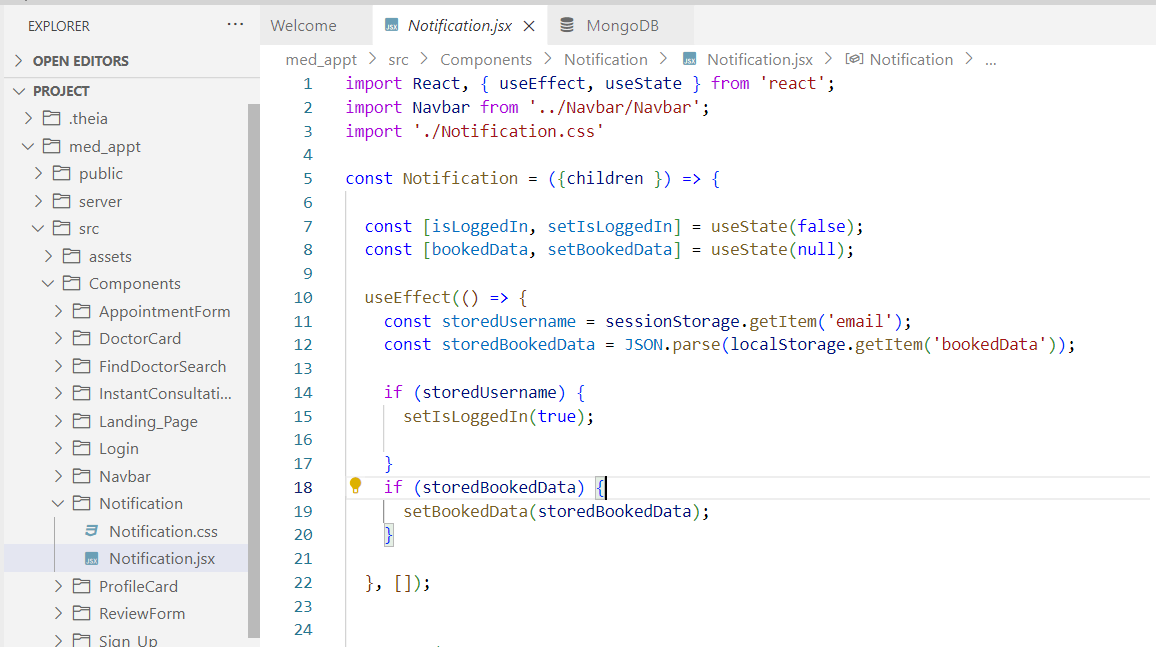 EXPLORER
...
Welcome
JSX Notification.jsx
MongoDB
OPEN EDITORS
PROJECT
.theia
med_appt
public
server
src
assets
Components
AppointmentForm
DoctorCard
FindDoctorSearch
InstantConsultati...
Landing_Page
Login
Navbar
Notification
Notification.css
JSX Notification.jsx
ProfileCard
ReviewForm
Sign_Up
med_appt > src > Components > Notification > JSX Notification.jsx > Notification > ...
1 import React, { useEffect, useState } from 'react';
2 import Navbar from '../Navbar/Navbar';
3 import './Notification.css'
4
5 const Notification = ({children }) => {
6
7 const [isLoggedIn, setIsLoggedIn] = useState(false);
8 const [bookedData, setBookedData] = useState(null);
9
10 useEffect(() => {
11 const storedUsername = sessionStorage.getItem('email');
12 const storedBookedData = JSON.parse(localStorage.getItem('bookedData'));
13
14 if (storedUsername) {
15 setIsLoggedIn(true);
16
17 }
18 if (storedBookedData) {
19 setBookedData(storedBookedData);
20 }
21
22 }, []);
23
24